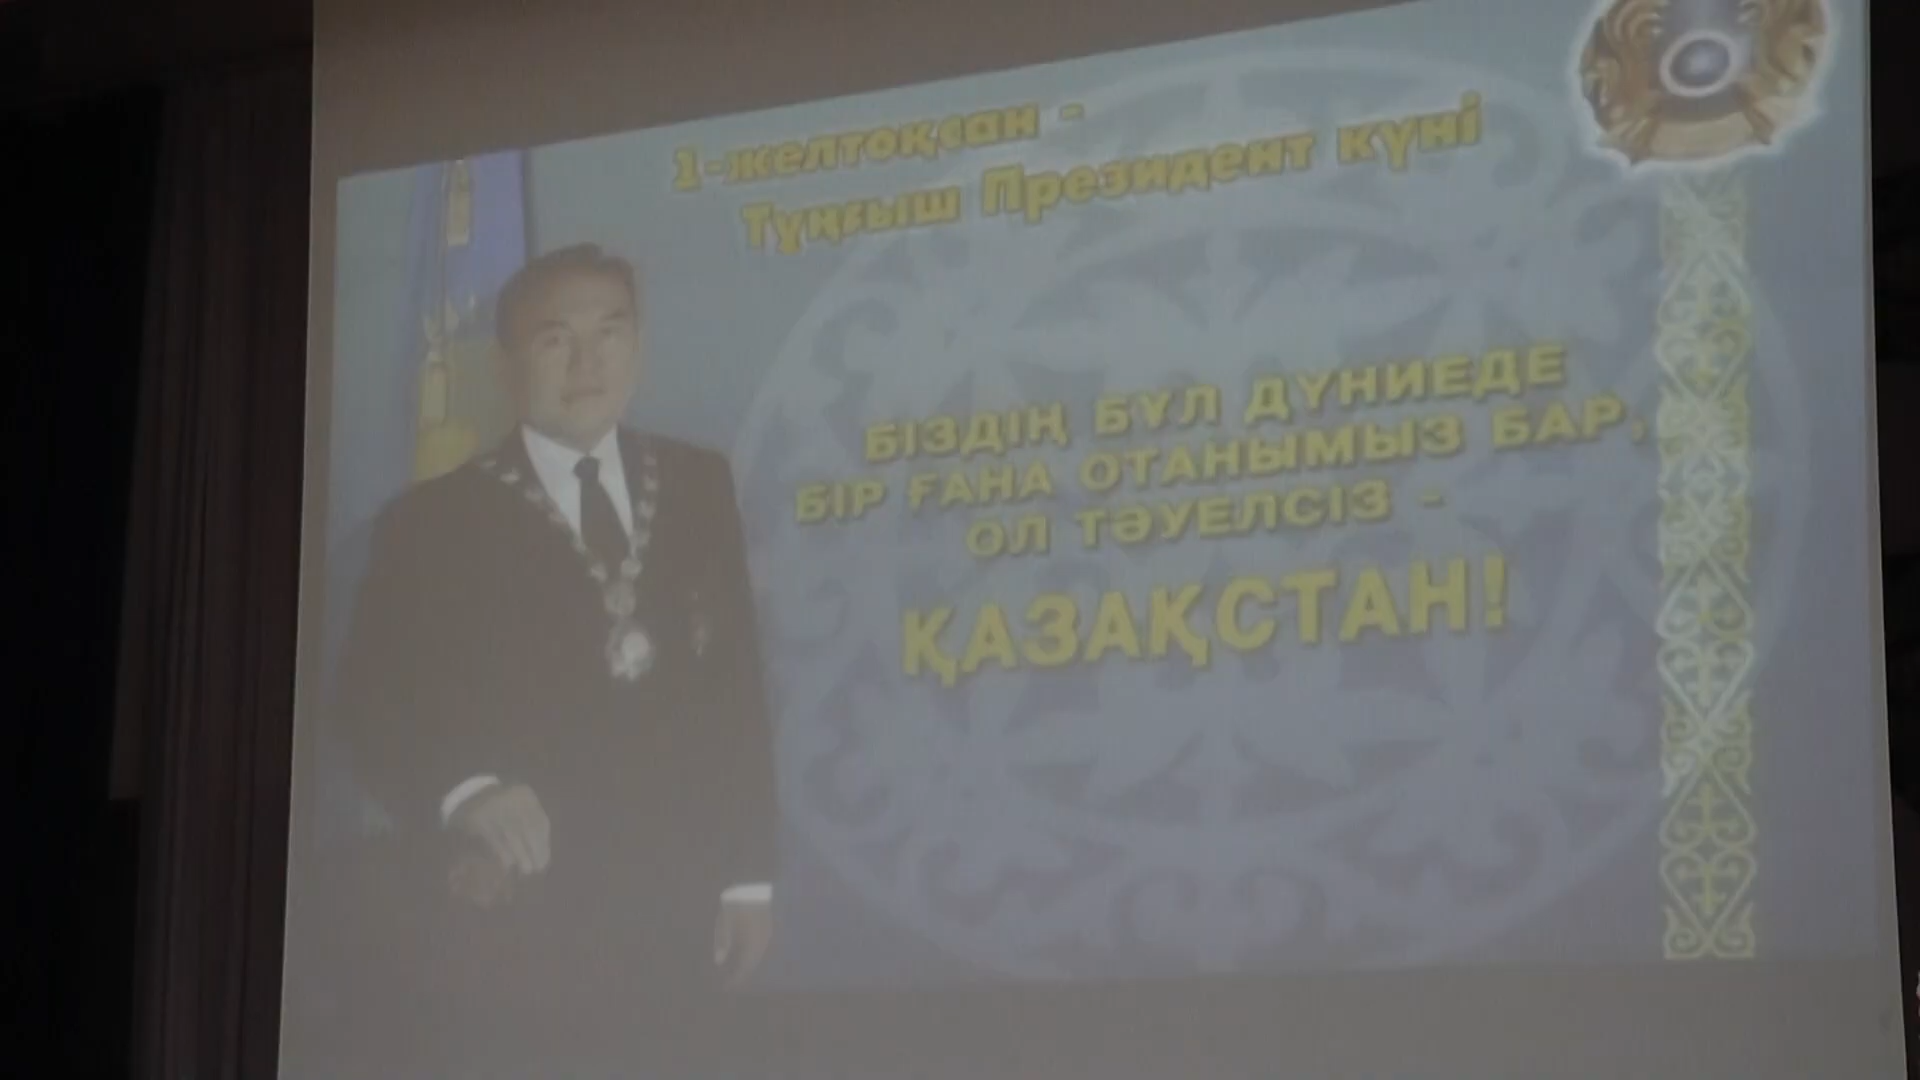 1-желтоқсан -
Тұңғыш Президент күні
БІЗДІҢ БҰЛ ДҮНИЕДЕ
БІР ҒАНА ОТАНЫМЫЗ БАР,
ОЛ ТӘУЕЛСІЗ -
ҚАЗАҚСТАН!